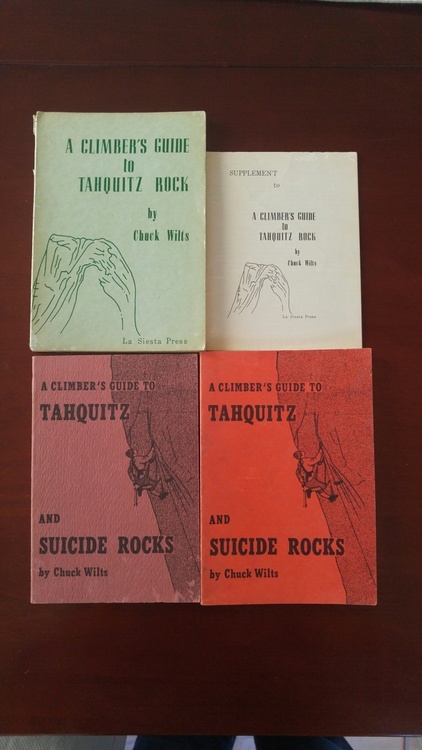 A CLIMBER'S GUIDE
to
TAHQUITZ ROCK
by
Chuck Wilts
La Siesta Press
SUPPLEMENT
to
A CLIMBER'S GUIDE
to
TAHQUITZ ROCK
by
Chuck Wilts
La Siesta Press
A CLIMBER'S GUIDE TO
TAHQUITZ
AND
SUICIDE ROCKS
by Chuck Wilts
A CLIMBER'S GUIDE TO
TAHQUITZ
AND
SUICIDE ROCKS
by Chuck Wilts